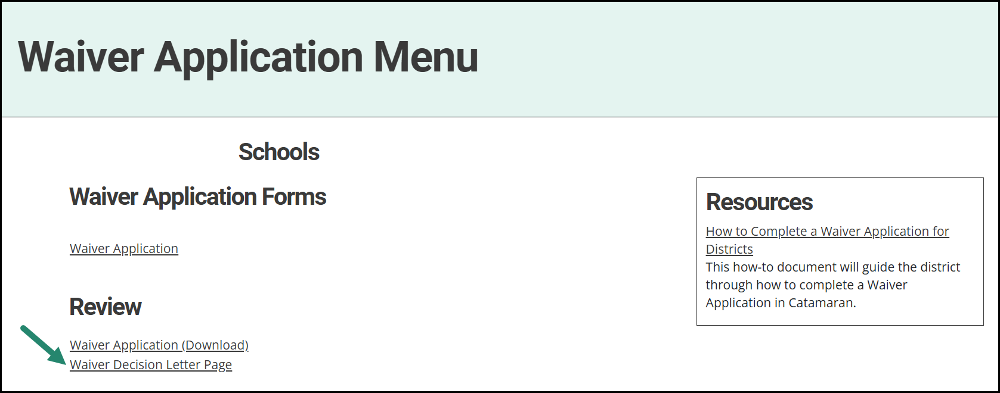 Waiver Application Menu
Schools
Waiver Application Forms
Waiver Application
Review
Waiver Application (Download)
Waiver Decision Letter Page
Resources
How to Complete a Waiver Application for
Districts
This how-to document will guide the district
through how to complete a Waiver
Application in Catamaran.